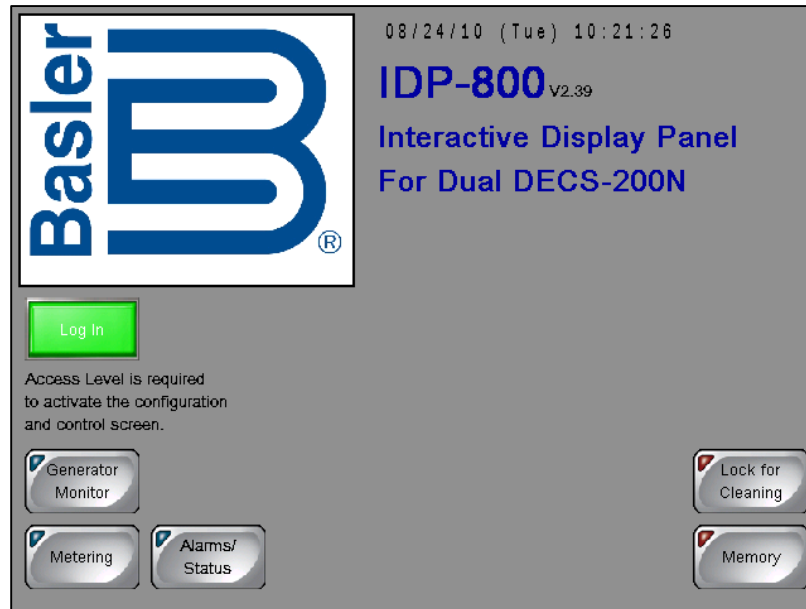 Basler
®
08/24/10 (Tue) 10:21:26
IDP-800 V2.39
Interactive Display Panel
For Dual DECS-200N
Log In
Access Level is required
to activate the configuration
and control screen.
Generator
Monitor
Lock for
Cleaning
Metering
Alarms/
Status
Memory